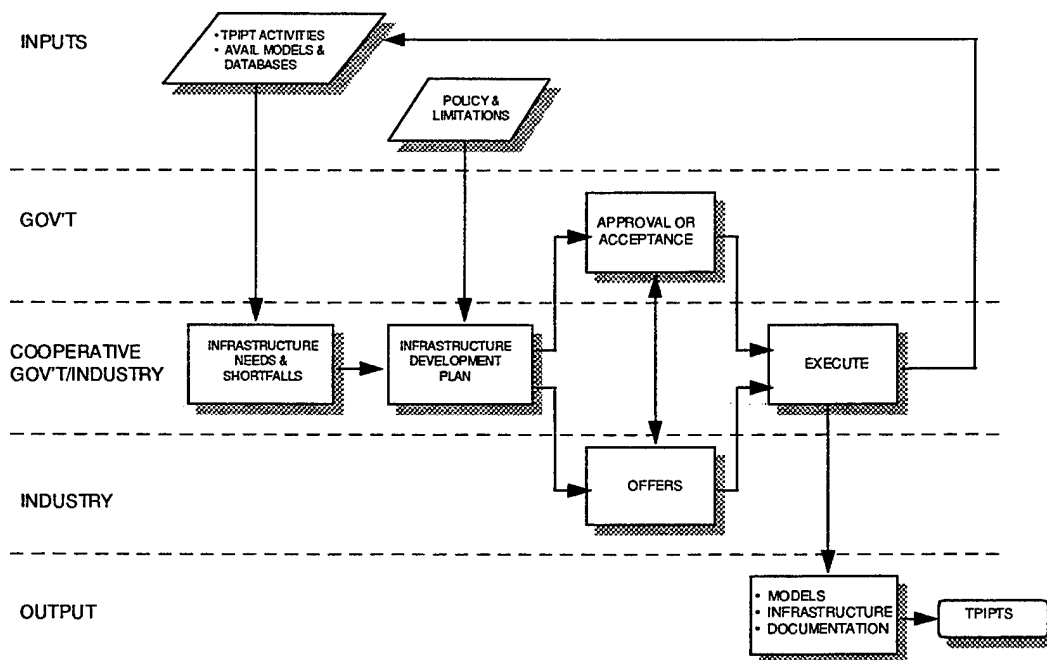 INPUTS
• TPIPT ACTIVITIES
• AVAIL MODELS &
DATABASES
POLICY &
LIMITATIONS
GOV'T
APPROVAL OR
ACCEPTANCE
COOPERATIVE
GOV'T/INDUSTRY
INFRASTRUCTURE
NEEDS &
SHORTFALLS
INFRASTRUCTURE
DEVELOPMENT
PLAN
EXECUTE
INDUSTRY
OFFERS
OUTPUT
• MODELS
• INFRASTRUCTURE
• DOCUMENTATION
TPIPTS